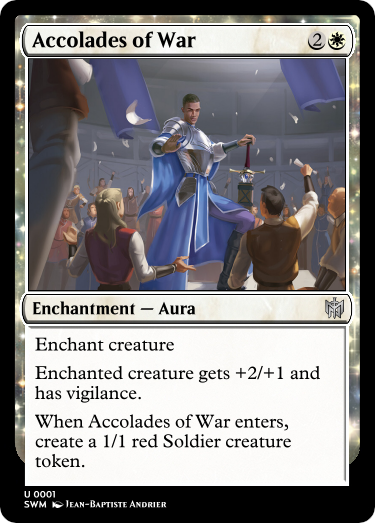 Accolades of War 2
Enchantment — Aura
Enchant creature
Enchanted creature gets +2/+1 and
has vigilance.
When Accolades of War enters,
create a 1/1 red Soldier creature
token.
U 0001
SWM Jean-Baptiste Andrier